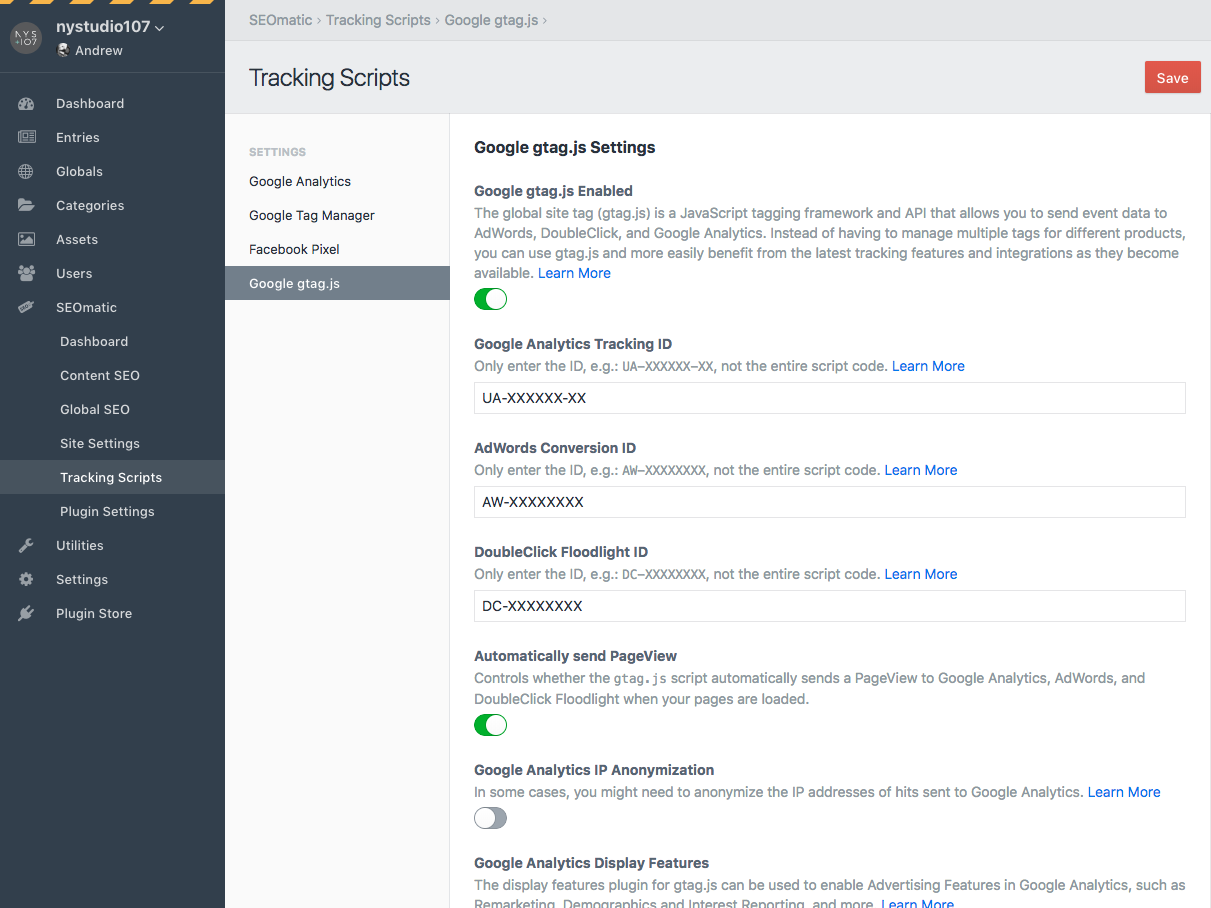 NYS
+107
nystudio107
Andrew
Dashboard
Entries
Globals
Categories
Assets
Users
SEOmatic
Dashboard
Content SEO
Global SEO
Site Settings
Tracking Scripts
Plugin Settings
Utilities
Settings
Plugin Store
SEOmatic › Tracking Scripts › Google gtag.js ›
Tracking Scripts
Save
SETTINGS
Google Analytics
Google Tag Manager
Facebook Pixel
Google gtag.js
Google gtag.js Settings
Google gtag.js Enabled
The global site tag (gtag.js) is a JavaScript tagging framework and API that allows you to send event data to
AdWords, DoubleClick, and Google Analytics. Instead of having to manage multiple tags for different products,
you can use gtag.js and more easily benefit from the latest tracking features and integrations as they become
available. Learn More
Google Analytics Tracking ID
Only enter the ID, e.g.: UA-XXXXXX-XX, not the entire script code. Learn More
UA-XXXXXX-XX
AdWords Conversion ID
Only enter the ID, e.g.: AW-XXXXXXXX, not the entire script code. Learn More
AW-XXXXXXXX
DoubleClick Floodlight ID
Only enter the ID, e.g.: DC-XXXXXXXX, not the entire script code. Learn More
DC-XXXXXXXX
Automatically send PageView
Controls whether the gtag.js script automatically sends a PageView to Google Analytics, AdWords, and
DoubleClick Floodlight when your pages are loaded.
Google Analytics IP Anonymization
In some cases, you might need to anonymize the IP addresses of hits sent to Google Analytics. Learn More
Google Analytics Display Features
The display features plugin for gtag.js can be used to enable Advertising Features in Google Analytics, such as
Remarketing, Demographics and Interest Reporting, and more. Learn More